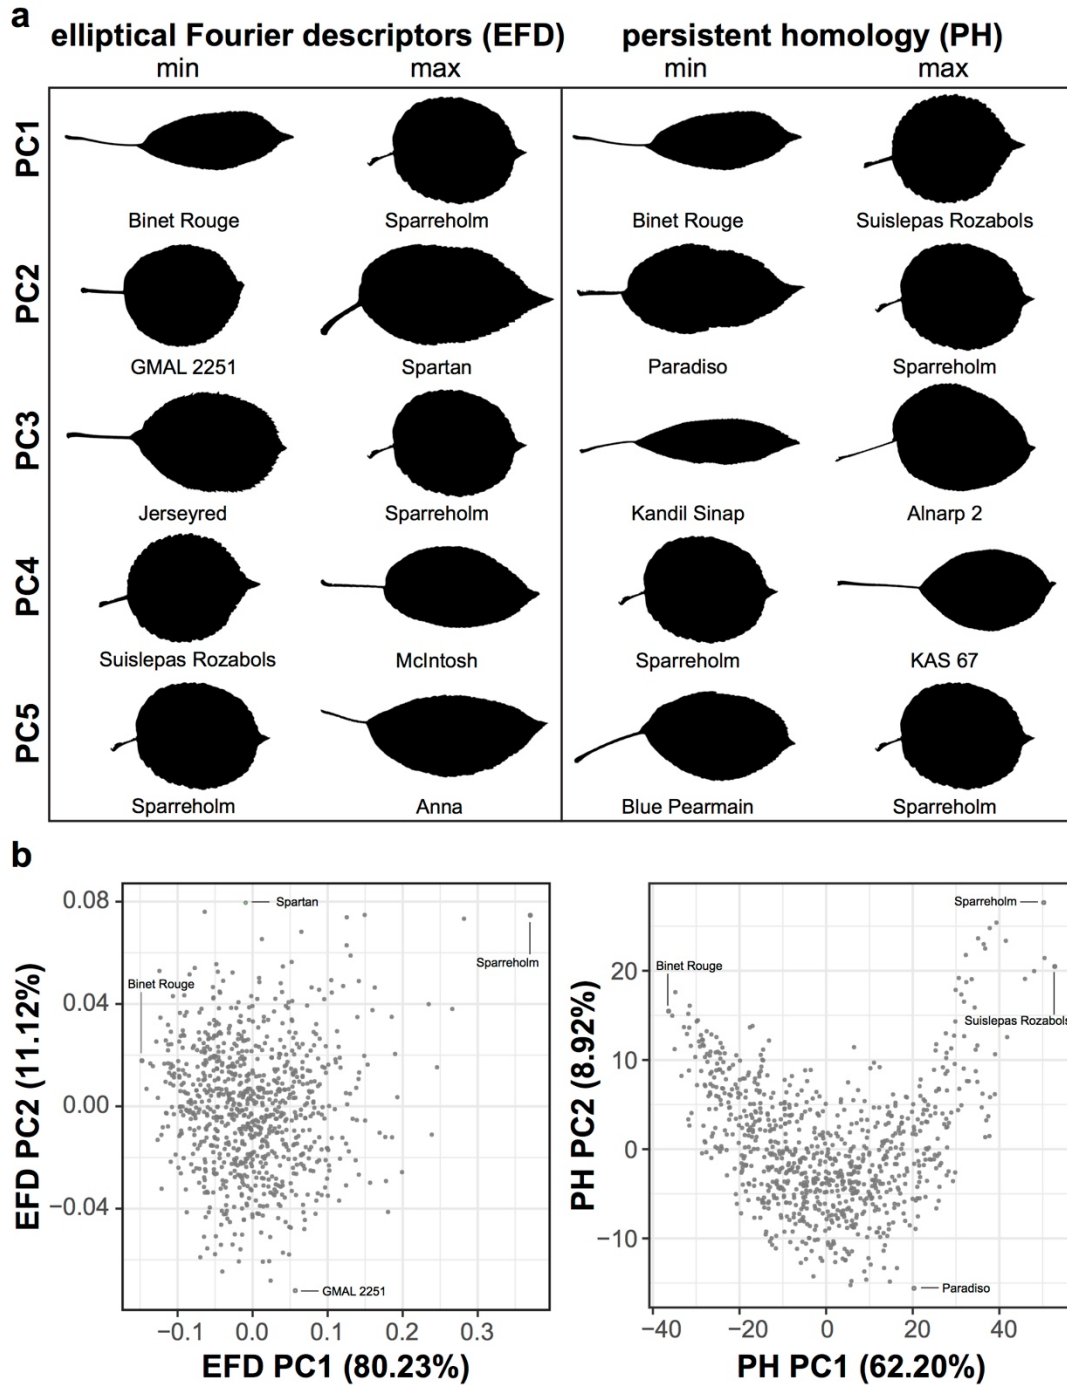 a
elliptical Fourier descriptors (EFD) persistent homology (PH)
min max min max
PC1
Binet Rouge Sparreholm Binet Rouge Suislepas Rozabols
PC2
GMAL 2251 Spartan Paradiso Sparreholm
PC3
Jerseyred Sparreholm Kandil Sinap Alnarp 2
PC4
Suislepas Rozabols McIntosh Sparreholm KAS 67
PC5
Sparreholm Anna Blue Pearmain Sparreholm
b
EFD PC2 (11.12%)
0.08
0.04
0.00
−0.04
Spartan
Sparreholm
Binet Rouge
GMAL 2251
−0.1 0.0 0.1 0.2 0.3
EFD PC1 (80.23%)
PH PC2 (8.92%)
20
10
0
−10
Sparreholm
Binet Rouge
Suislepas Rozabols
Paradiso
−40 −20 0 20 40
PH PC1 (62.20%)